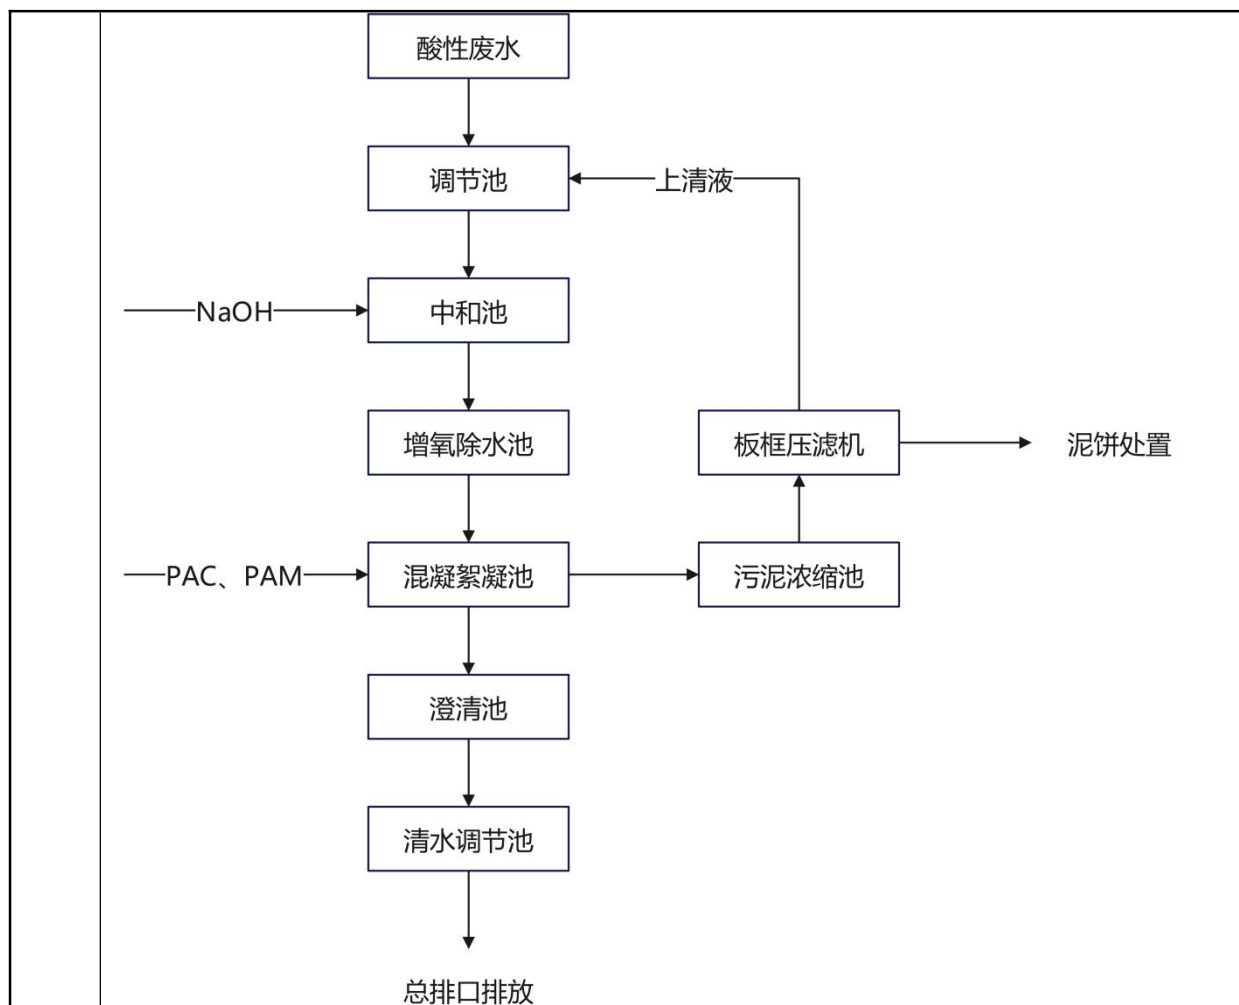 酸性废水
调节池
上清液
NaOH
中和池
增氧除水池
板框压滤机
泥饼处置
PAC、PAM
混凝絮凝池
污泥浓缩池
澄清池
清水调节池
总排口排放